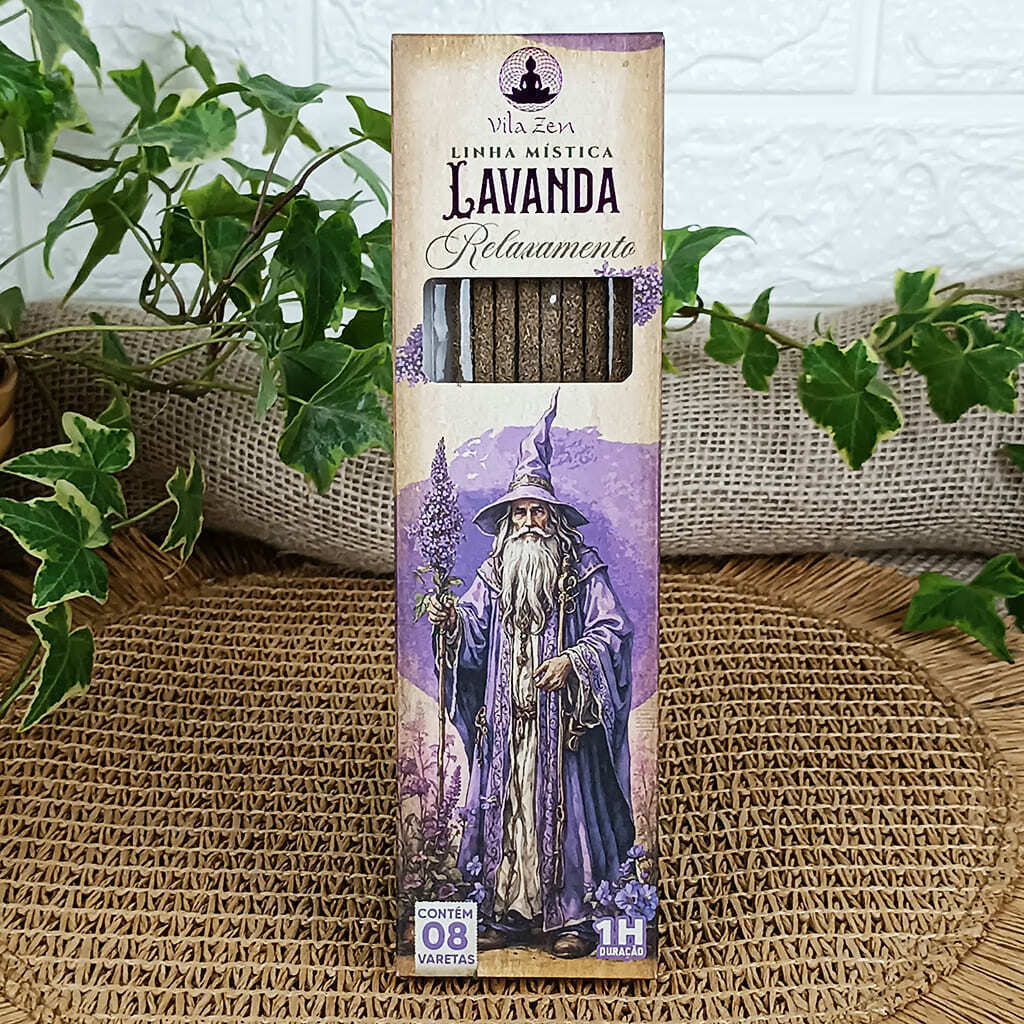 Vila Zen
LINHA MÍSTICA
LAVANDA
Relaxamento
CONTÉM
08
VARETAS
1H
DURAÇÃO